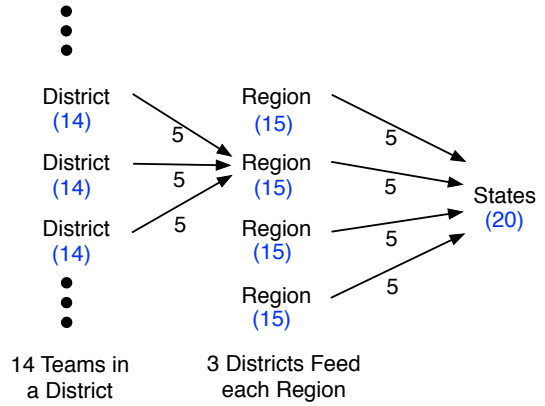 District
(14)
5
District
(14)
5
District
(14)
5
14 Teams in
a District
Region
(15)
5
Region
(15)
5
Region
(15)
5
Region
(15)
5
3 Districts Feed
each Region
States
(20)